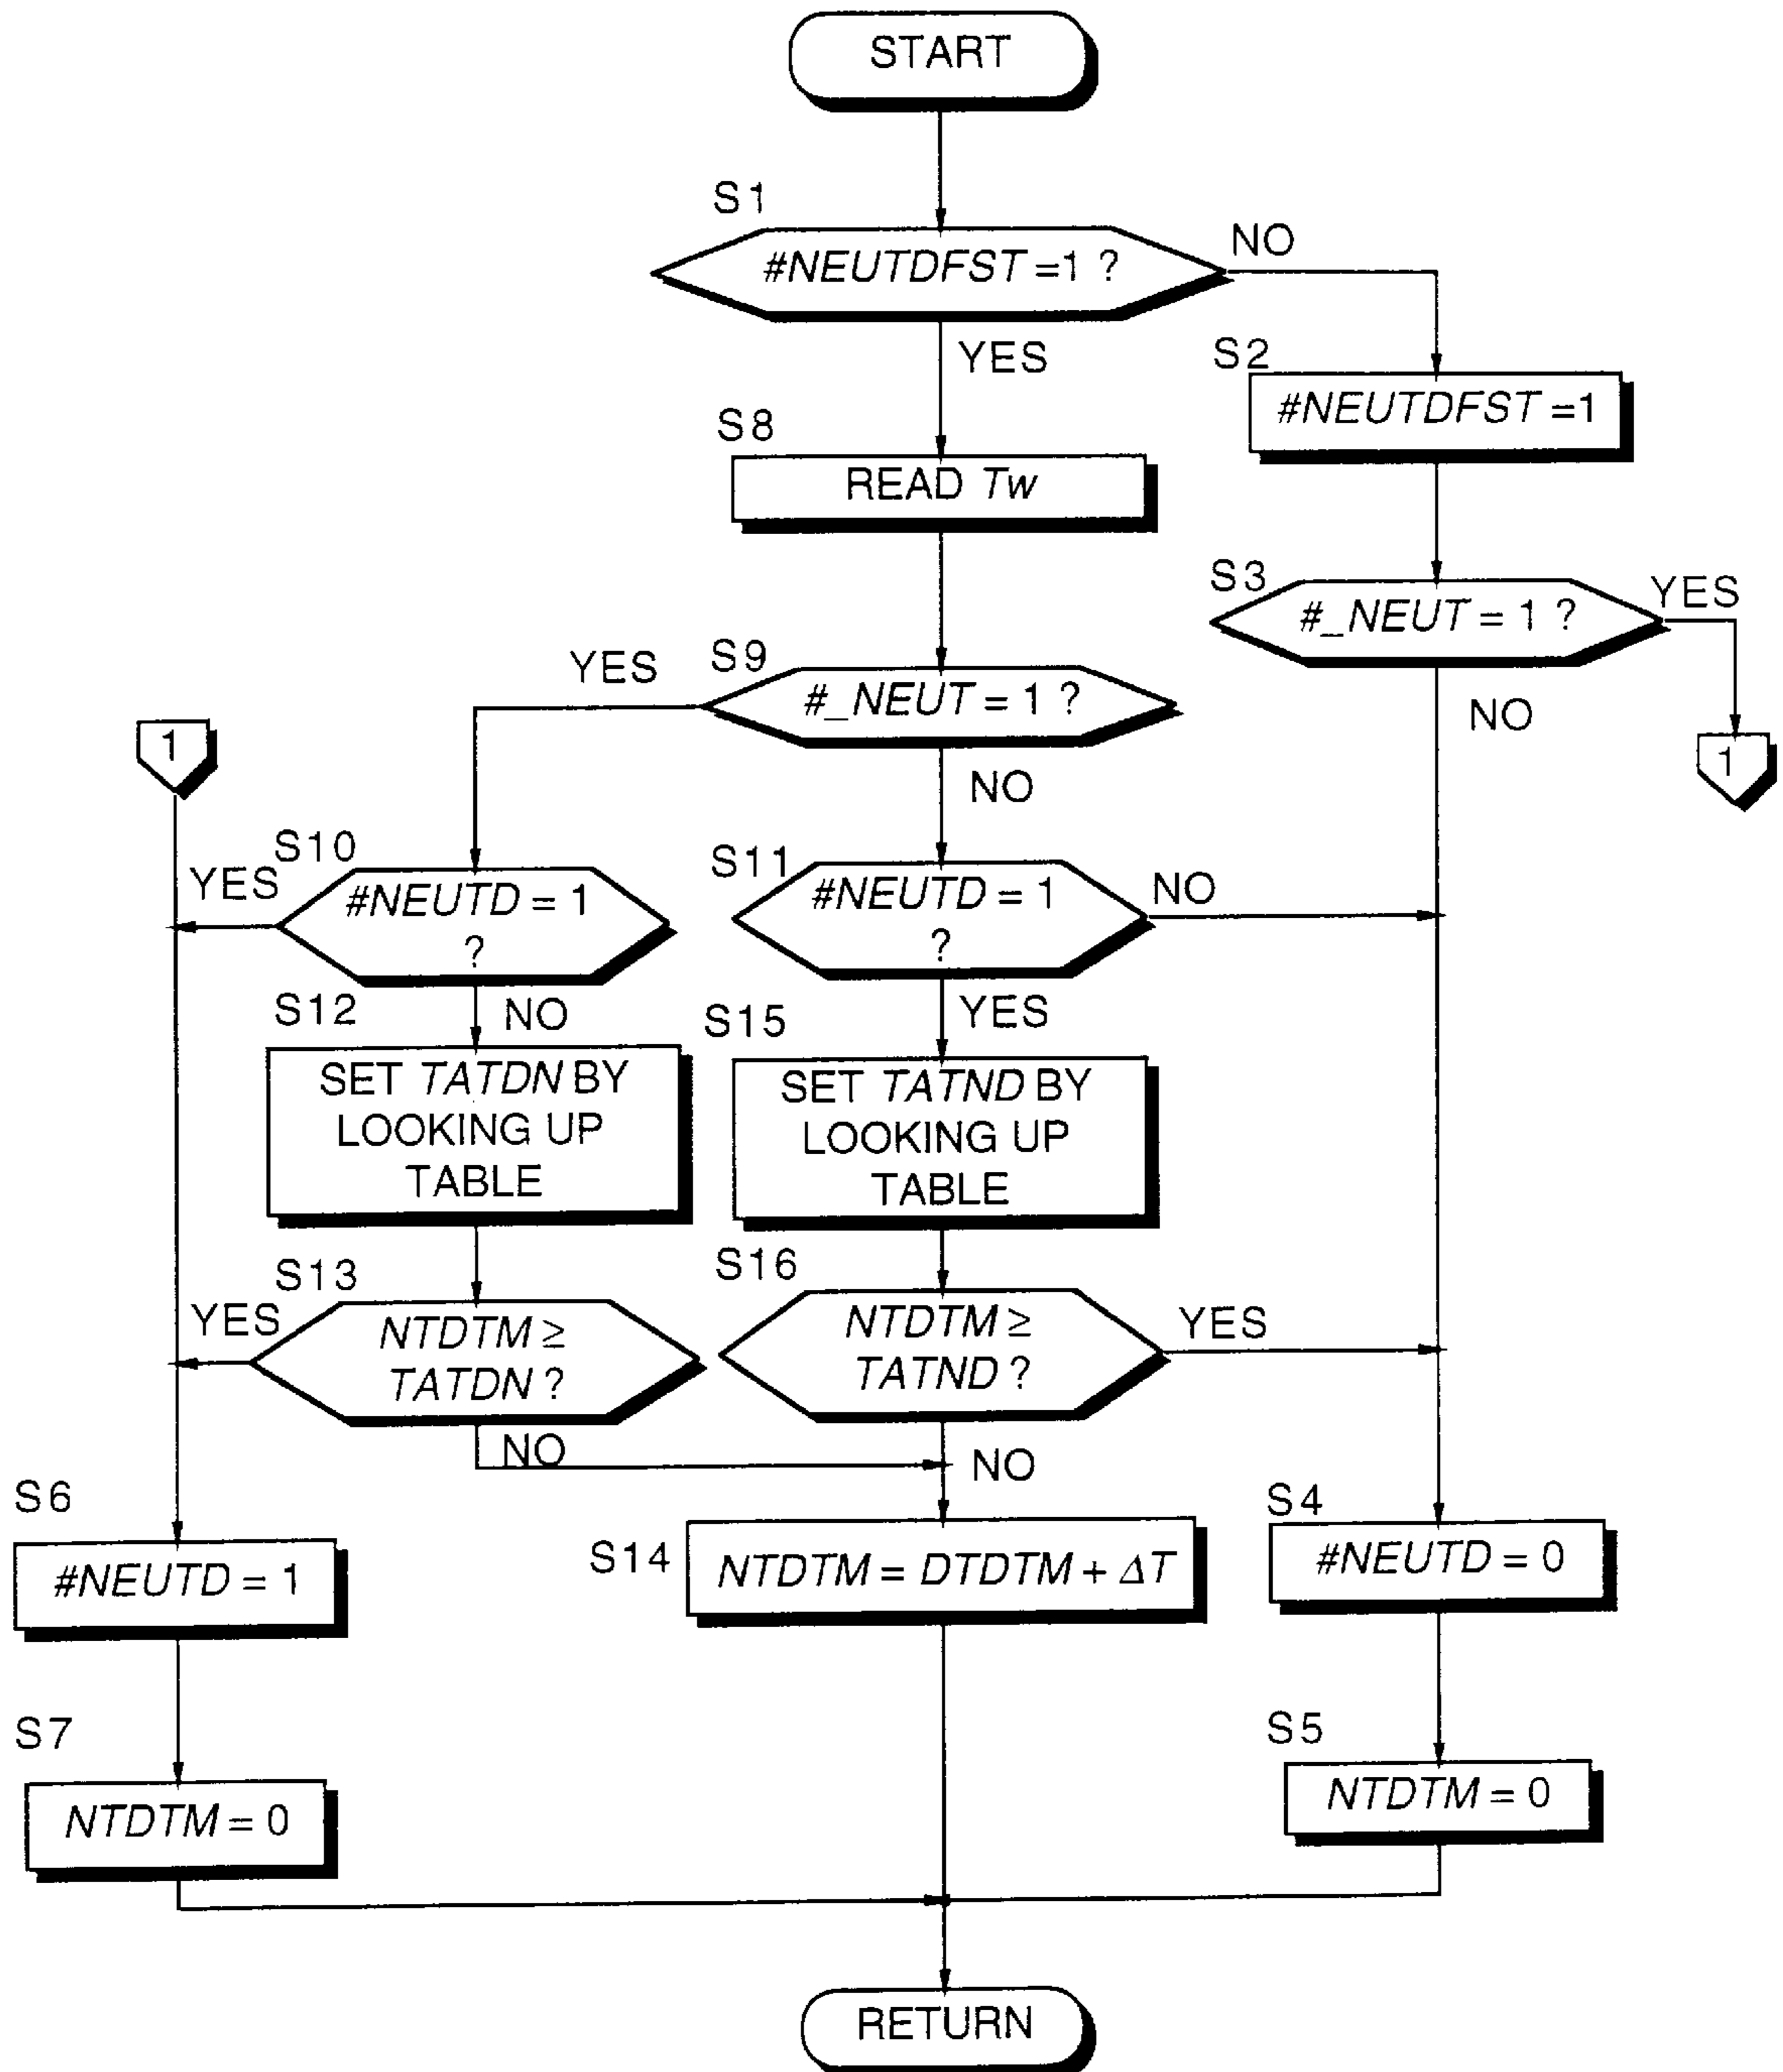 START
S1
#NEUTDFST =1 ?
NO
YES
S2
#NEUTDFST =1
S8
READ Tw
S3
#_NEUT = 1 ?
YES
NO
1
S9
#_NEUT = 1 ?
YES
NO
1
S10
#NEUTD = 1
?
YES
NO
S11
#NEUTD = 1
?
NO
YES
S12
SET TATDN BY
LOOKING UP
TABLE
S15
SET TATND BY
LOOKING UP
TABLE
S13
NTDTM ≥
TATDN ?
YES
NO
S16
NTDTM ≥
TATND ?
YES
NO
S6
#NEUTD = 1
S14
NTDTM = DTDTM + ΔT
S4
#NEUTD = 0
S7
NTDTM = 0
S5
NTDTM = 0
RETURN